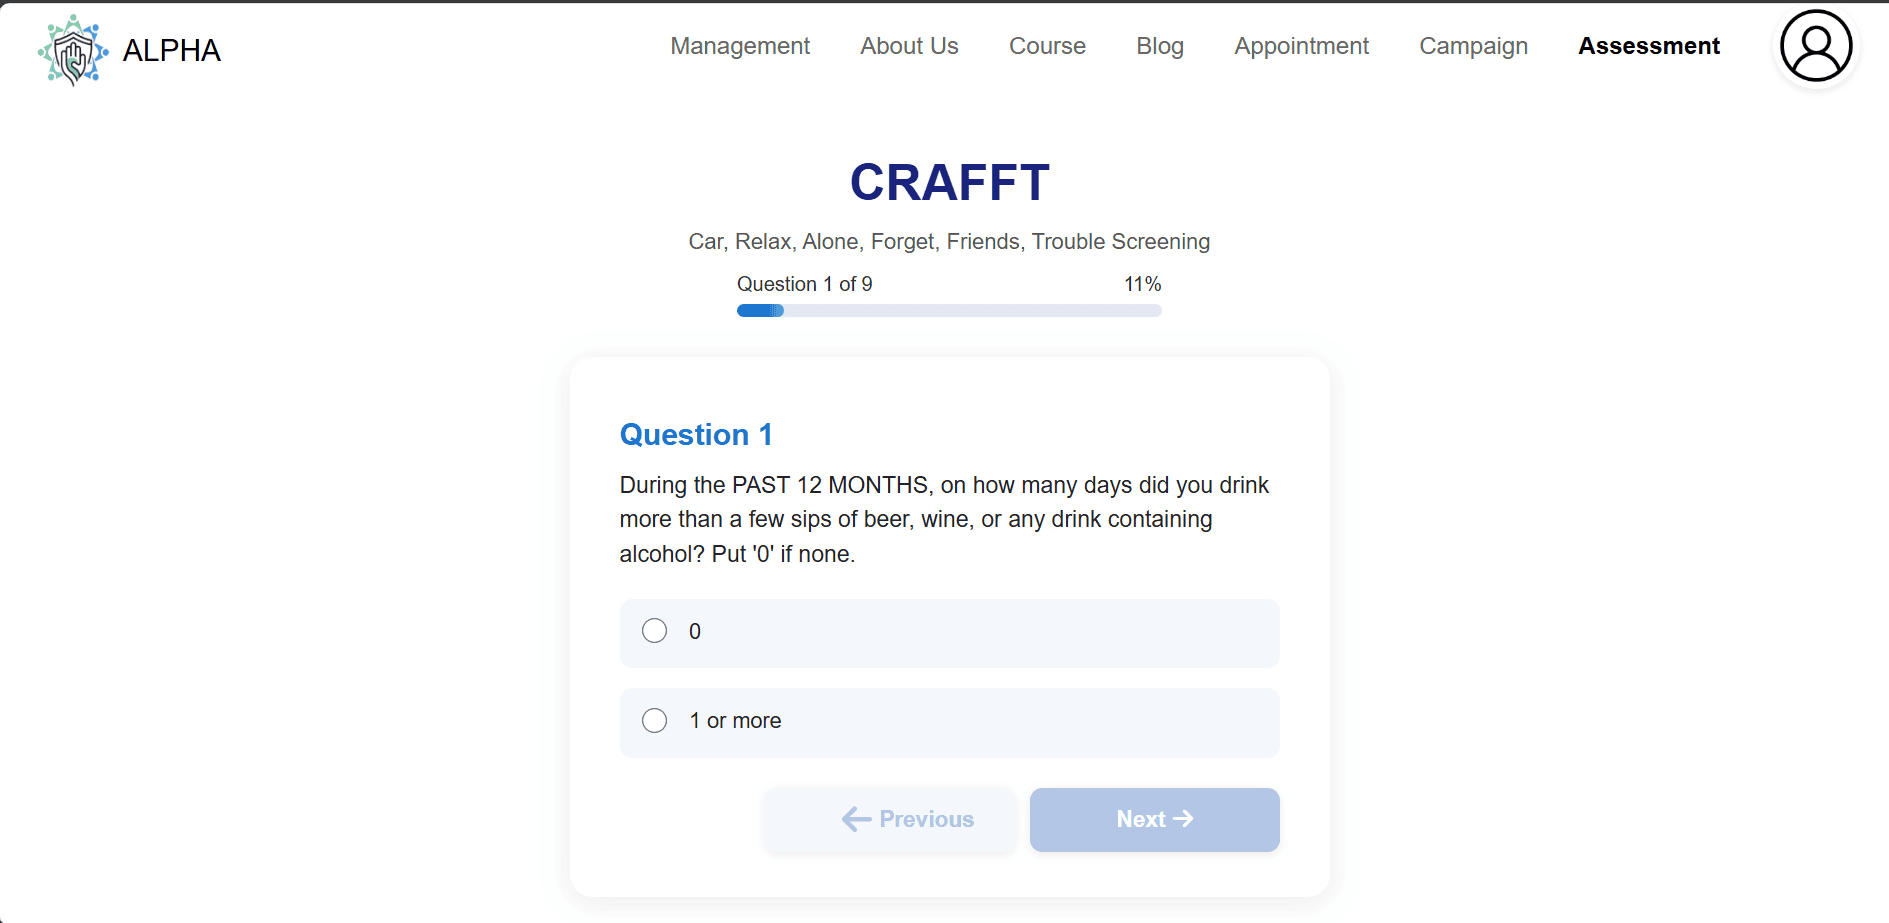 ALPHA
Management About Us Course Blog Appointment Campaign Assessment
CRAFFT
Car, Relax, Alone, Forget, Friends, Trouble Screening
Question 1 of 9 11%
Question 1
During the PAST 12 MONTHS, on how many days did you drink
more than a few sips of beer, wine, or any drink containing
alcohol? Put '0' if none.
0
1 or more
Previous Next